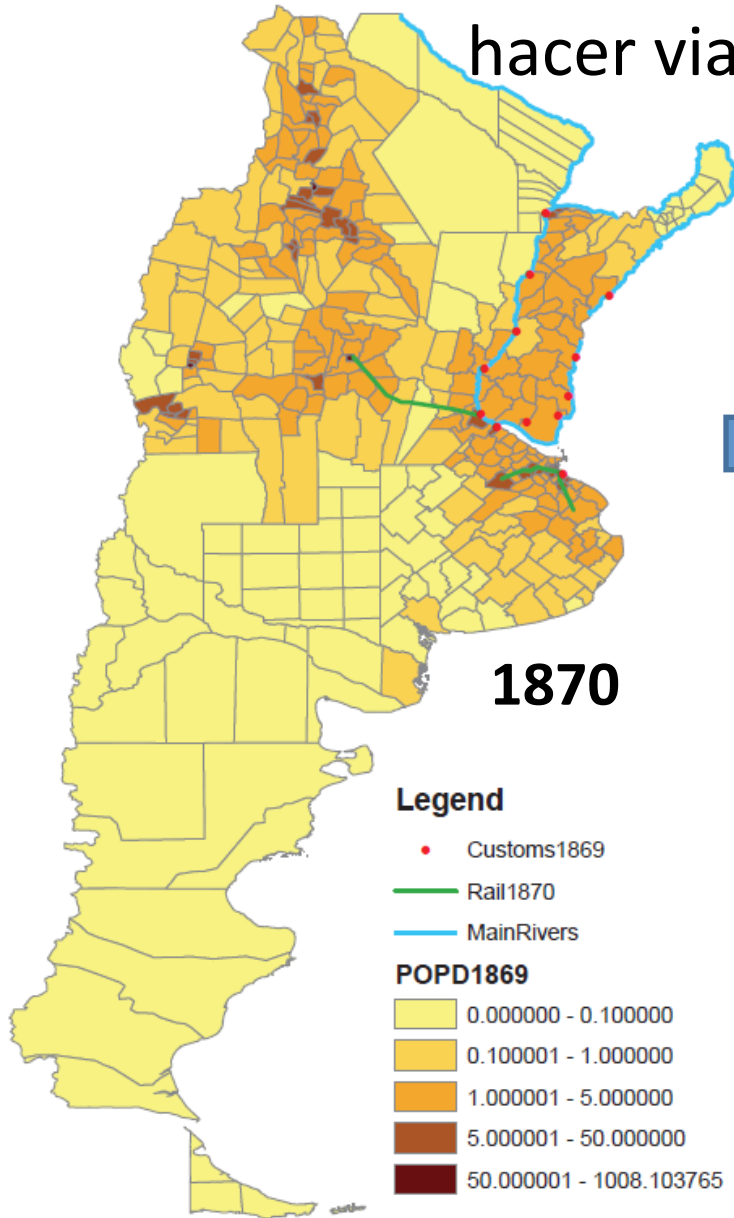 hacer via
1870
Legend
Customs1869
Rail1870
MainRivers
POPD1869
0.000000 - 0.100000
0.100001 - 1.000000
1.000001 - 5.000000
5.000001 - 50.000000
50.000001 - 1008.103765